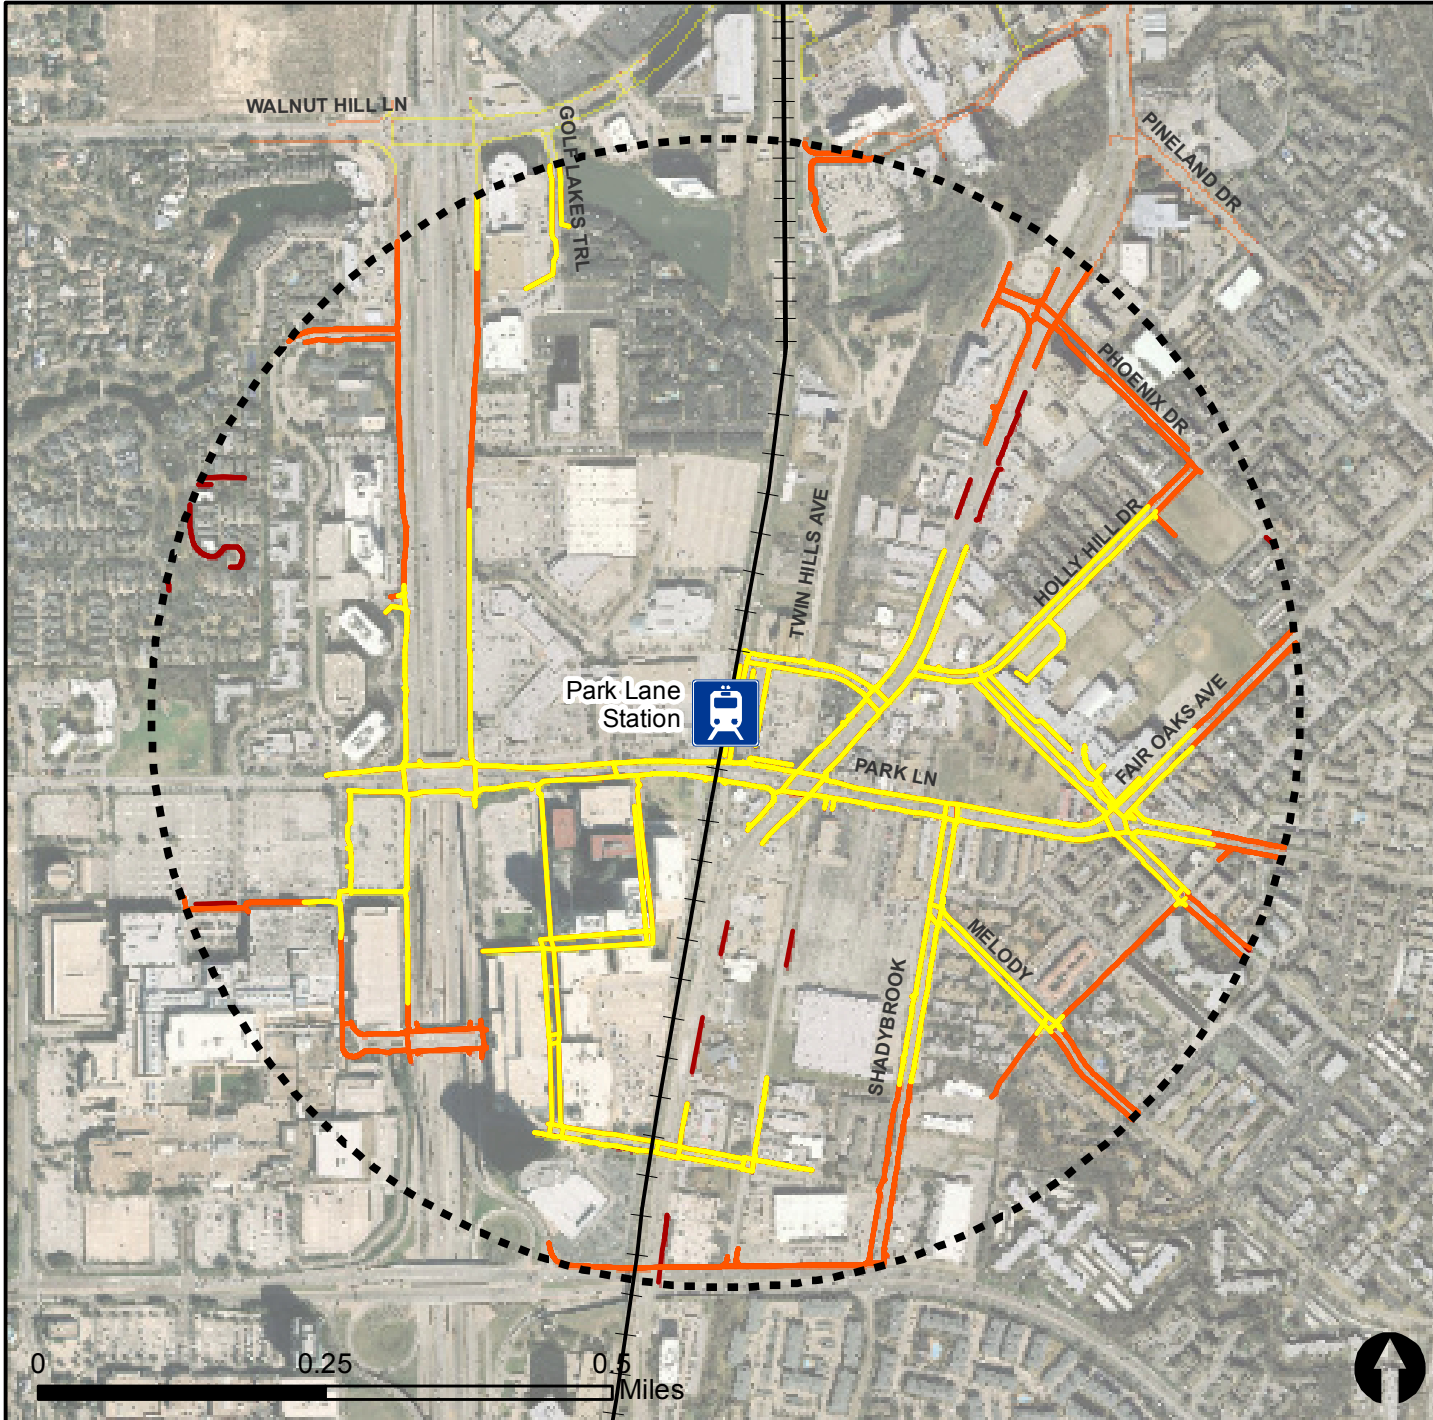 WALNUT HILL LN
GOLF LAKES TRL
PINELAND DR
PHOENIX DR
TWIN HILLS AVE
HOLLY HILL DR
Park Lane
Station
FAIR OAKS AVE
PARK LN
MELODY
SHADYBROOK
0
0.25
0.5
Miles